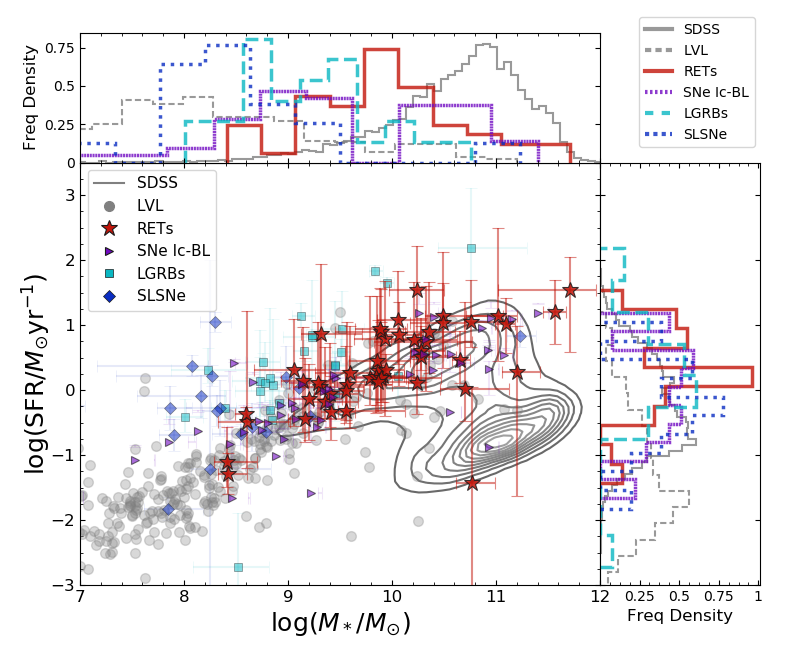 SDSS
LVL
RETs
SNe Ic-BL
LGRBs
SLSNe
Freq Density
0.75
0.5
0.25
0
SDSS
LVL
RETs
SNe Ic-BL
LGRBs
SLSNe
log(SFR/M⊙yr⁻¹)
3
2
1
0
−1
−2
−3
7
8
9
10
11
12
log(M*/M⊙)
0.25
0.5
0.75
1
Freq Density